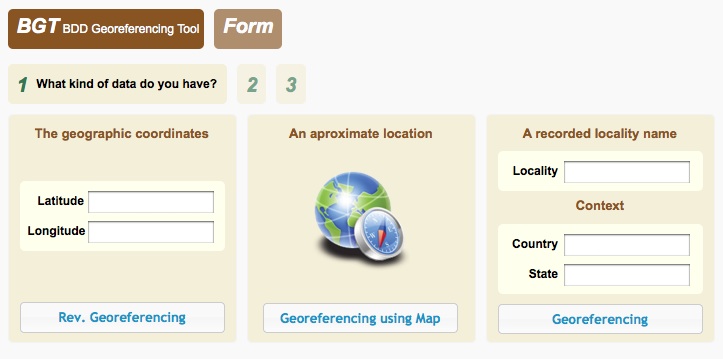 BGT BDD Georeferencing Tool Form
1 What kind of data do you have? 2 3
The geographic coordinates
Latitude
Longitude
Rev. Georeferencing
An aproximate location
Georeferencing using Map
A recorded locality name
Locality
Context
Country
State
Georeferencing